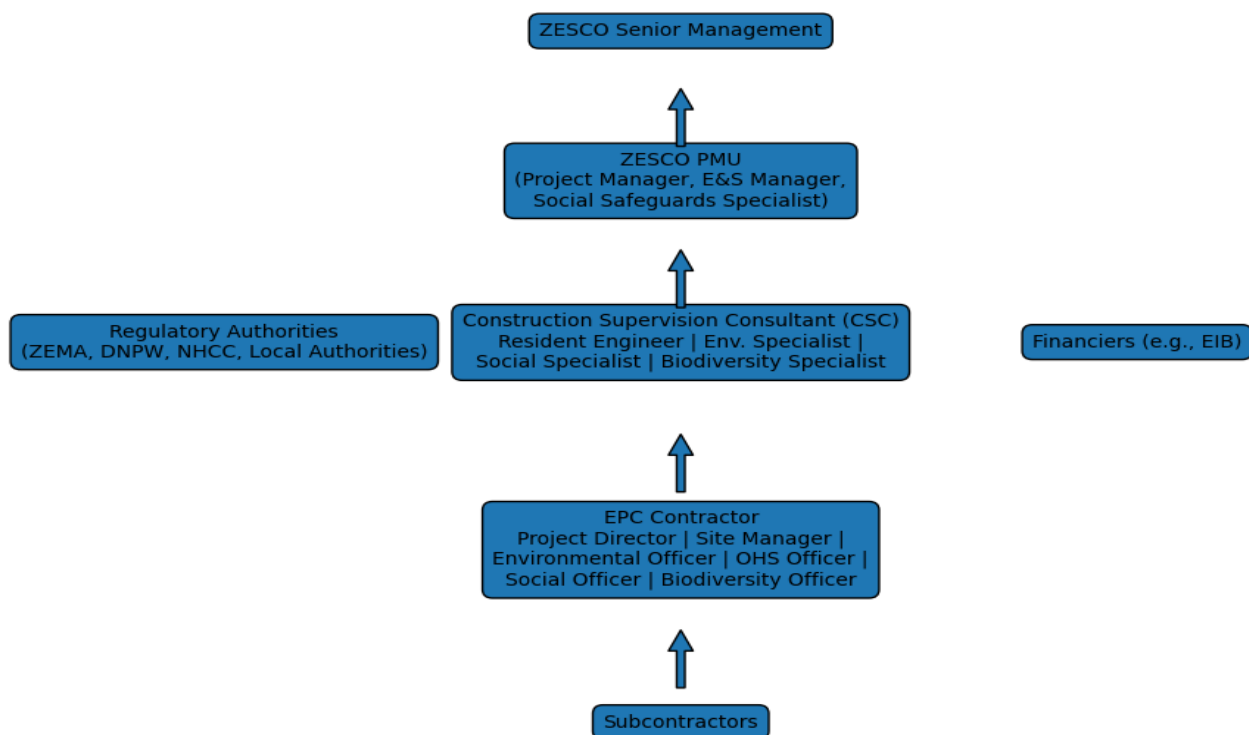 ZESCO Senior Management
ZESCO PMU
(Project Manager, E&S Manager,
Social Safeguards Specialist)
Regulatory Authorities
(ZEMA, DNPW, NHCC, Local Authorities)
Construction Supervision Consultant (CSC)
Resident Engineer | Env. Specialist |
Social Specialist | Biodiversity Specialist
Financiers (e.g., EIB)
EPC Contractor
Project Director | Site Manager |
Environmental Officer | OHS Officer |
Social Officer | Biodiversity Officer
Subcontractors